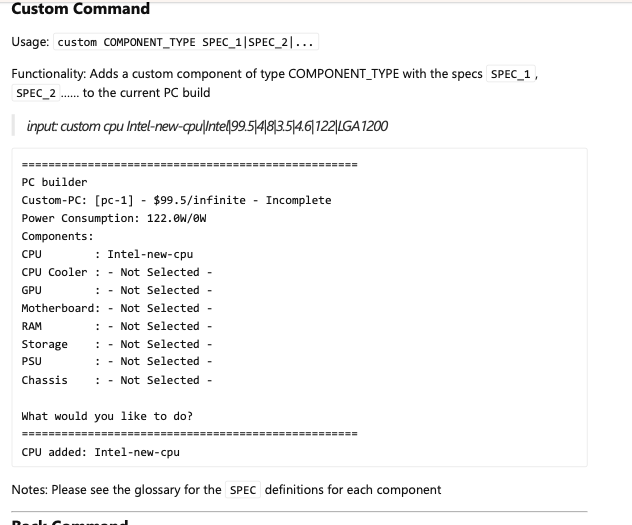 Custom Command
Usage: custom COMPONENT_TYPE SPEC_1|SPEC_2|...
Functionality: Adds a custom component of type COMPONENT_TYPE with the specs SPEC_1 ,
SPEC_2 ...... to the current PC build
input: custom cpu Intel-new-cpu|Intel|99.5|4|8|3.5|4.6|122|LGA1200
===================================================
PC builder
Custom-PC: [pc-1] - $99.5/infinite - Incomplete
Power Consumption: 122.0W/0W
Components:
CPU        : Intel-new-cpu
CPU Cooler : - Not Selected -
GPU        : - Not Selected -
Motherboard: - Not Selected -
RAM        : - Not Selected -
Storage    : - Not Selected -
PSU        : - Not Selected -
Chassis    : - Not Selected -
What would you like to do?
===================================================
CPU added: Intel-new-cpu
Notes: Please see the glossary for the SPEC definitions for each component
Back Command